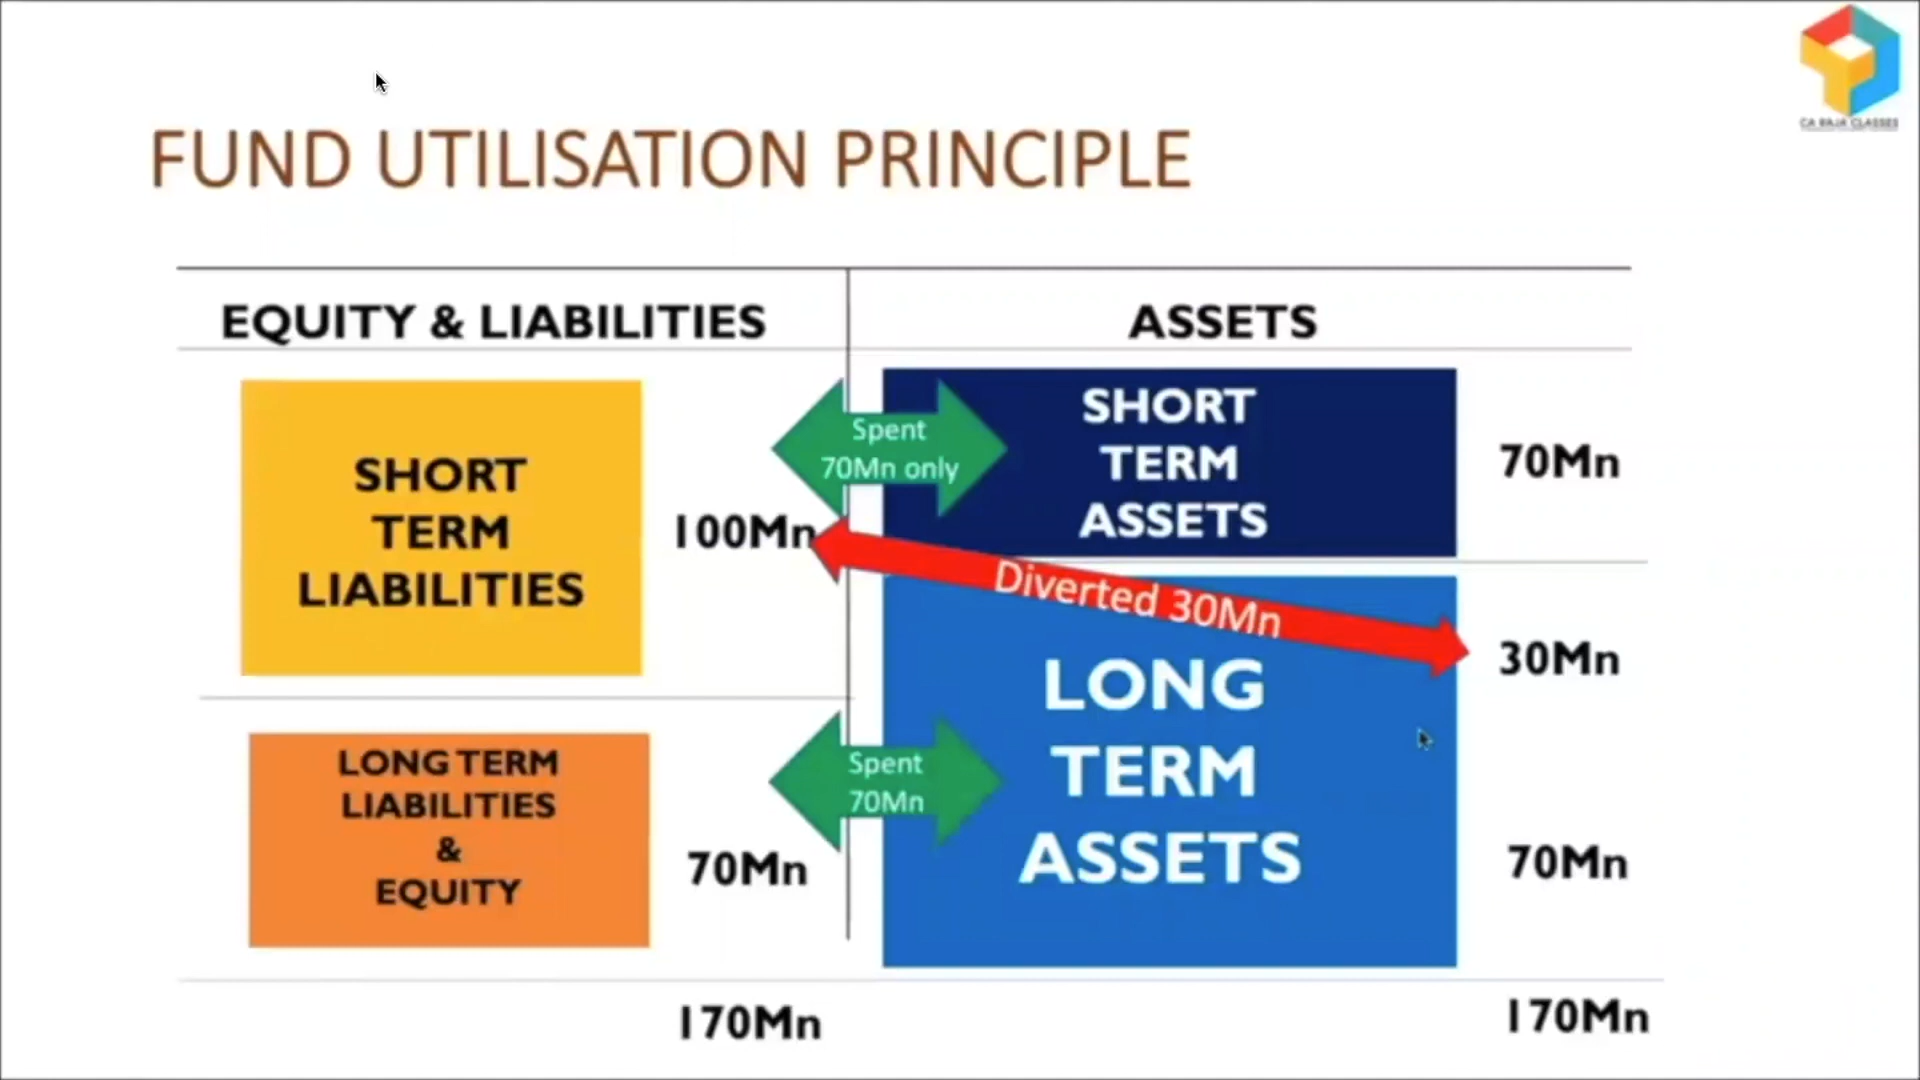 CA RAJA CLASSES
FUND UTILISATION PRINCIPLE
EQUITY & LIABILITIES
ASSETS
SHORT
TERM
LIABILITIES
100Mn
Spent
70Mn only
SHORT
TERM
ASSETS
70Mn
Diverted 30Mn
30Mn
LONG TERM
LIABILITIES
&
EQUITY
70Mn
Spent
70Mn
LONG
TERM
ASSETS
70Mn
170Mn
170Mn